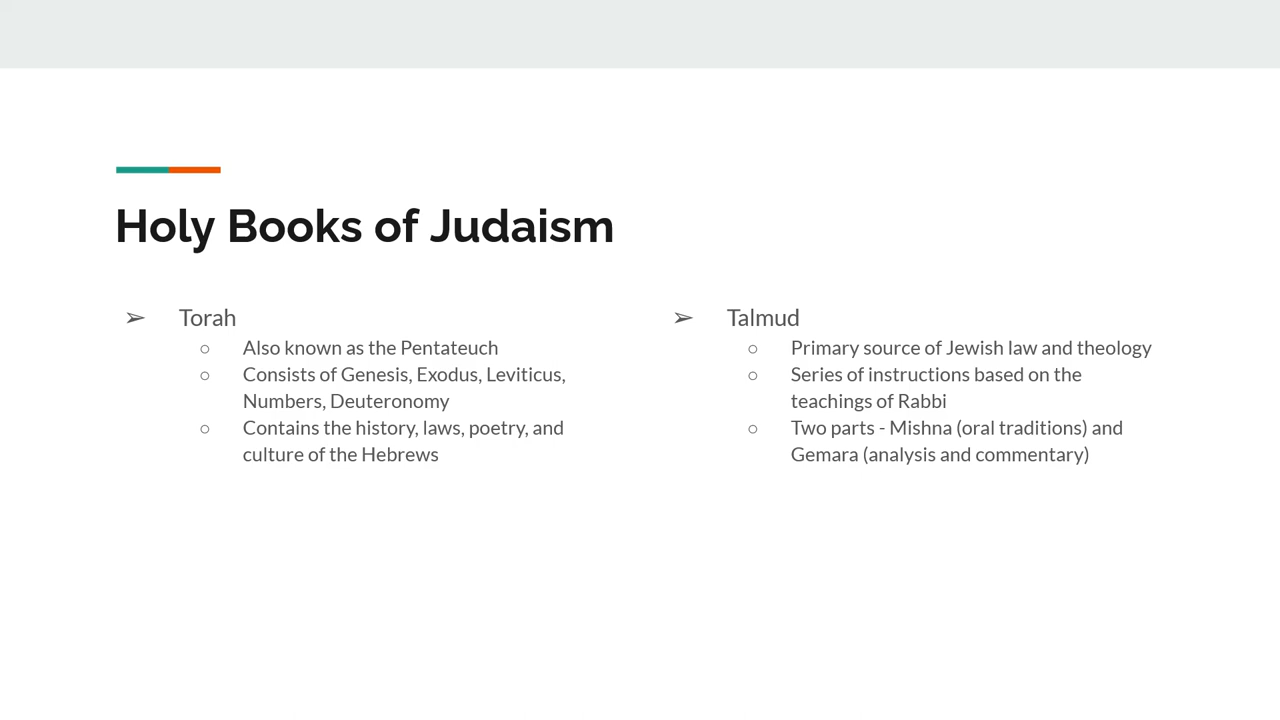 Holy Books of Judaism
➢ Torah
○ Also known as the Pentateuch
○ Consists of Genesis, Exodus, Leviticus,
Numbers, Deuteronomy
○ Contains the history, laws, poetry, and
culture of the Hebrews
➢ Talmud
○ Primary source of Jewish law and theology
○ Series of instructions based on the
teachings of Rabbi
○ Two parts - Mishna (oral traditions) and
Gemara (analysis and commentary)